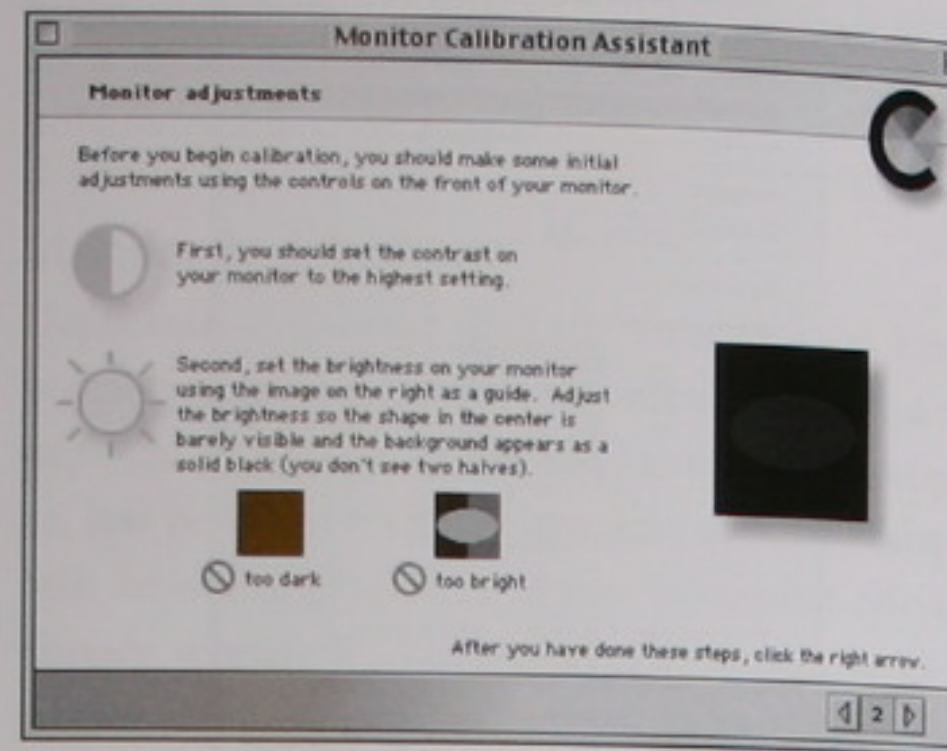 Monitor Calibration Assistant
Monitor adjustments
Before you begin calibration, you should make some initial
adjustments using the controls on the front of your monitor.
First, you should set the contrast on
your monitor to the highest setting.
Second, set the brightness on your monitor
using the image on the right as a guide. Adjust
the brightness so the shape in the center is
barely visible and the background appears as a
solid black (you don't see two halves).
too dark
too bright
After you have done these steps, click the right arrow.
2